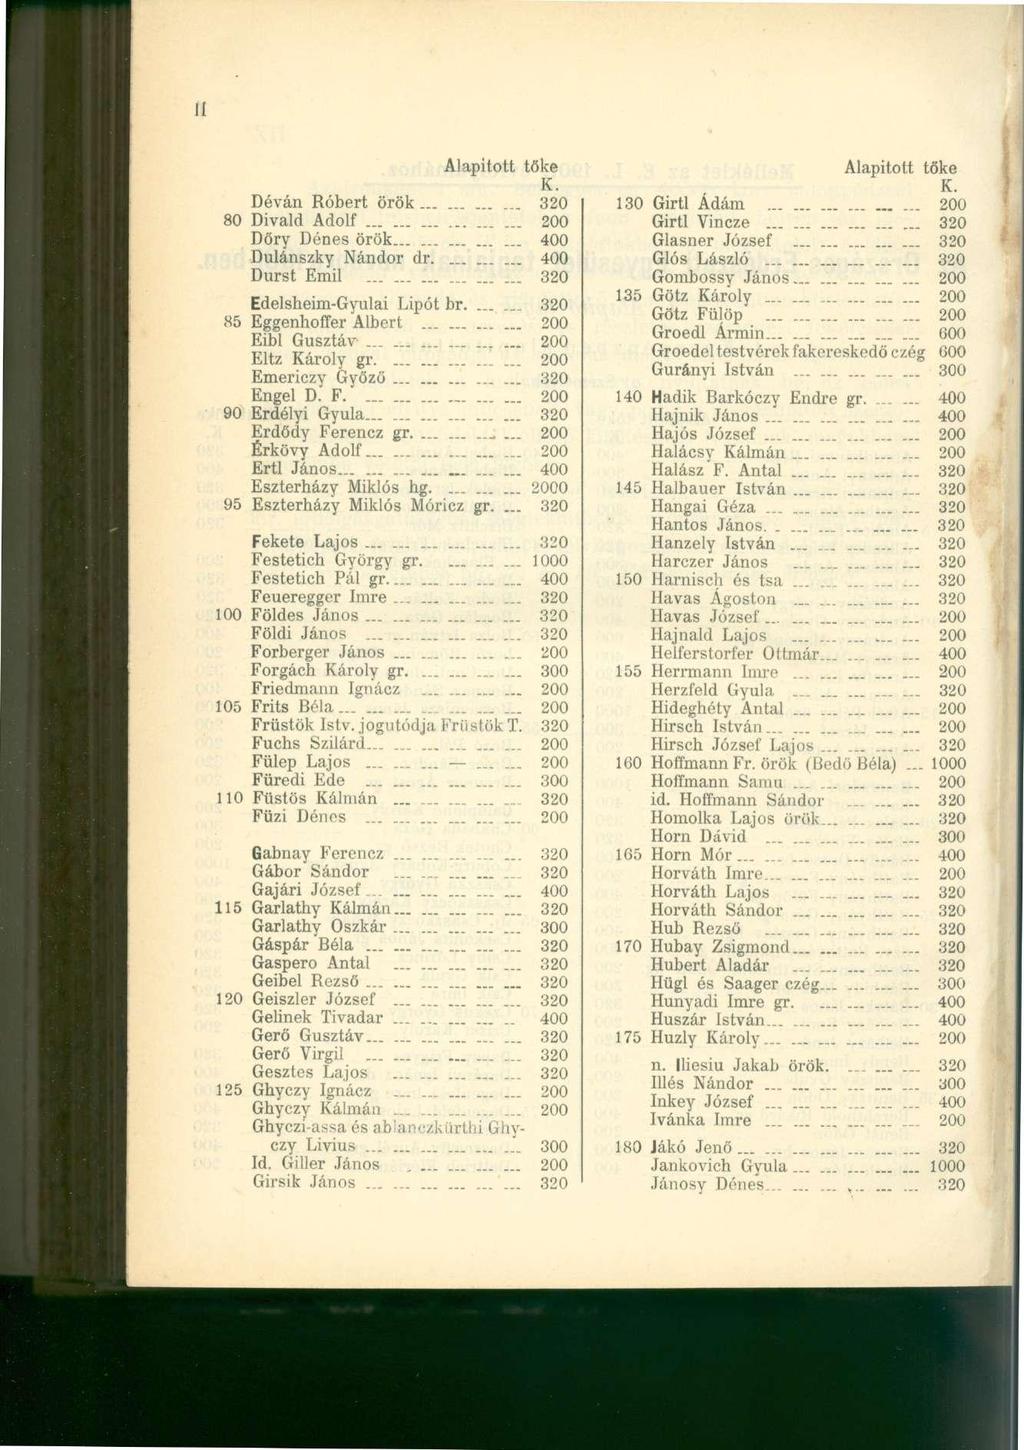 II
Alapitott tőke
K.
Déván Róbert örök 320
80 Divald Adolf 200
Dőry Dénes örök 400
Dulánszky Nándor dr. 400
Durst Emil 320
Edelsheim-Gyulai Lipót br. 320
85 Eggenhoffer Albert 200
Eibl Gusztáv 200
Eltz Károly gr. 200
Emericzy Győző 320
Engel D. F. 200
90 Erdélyi Gyula 320
Erdődy Ferencz gr. 200
Érkövy Adolf 200
Ertl János 400
Eszterházy Miklós hg. 2000
95 Eszterházy Miklós Móricz gr. 320
Fekete Lajos 320
Festetich György gr. 1000
Festetich Pál gr. 400
Feueregger Imre 320
100 Földes János 320
Földi János 320
Forberger János 200
Forgách Károly gr. 300
Friedmann Ignácz 200
105 Frits Béla 200
Früstök Istv. jogutódja Früstök T. 320
Fuchs Szilárd 200
Fülep Lajos 200
Füredi Ede 300
110 Füstös Kálmán 320
Füzi Dénes 200
Gabnay Ferencz 320
Gábor Sándor 320
Gajári József 400
115 Garlathy Kálmán 320
Garlathy Oszkár 300
Gáspár Béla 320
Gaspero Antal 320
Geibel Rezső 320
120 Geiszler József 320
Gelinek Tivadar 400
Gerő Gusztáv 320
Gerő Virgil 320
Gesztes Lajos 320
125 Ghyczy Ignácz 200
Ghyczy Kálmán 200
Ghyczi-assa és ablanczkürthi Ghy-
czy Livius 300
Id. Giller János 200
Girsik János 320
Alapitott tőke
K.
130 Girtl Ádám 200
Girtl Vincze 320
Glasner József 320
Glós László 320
Gombossy János 200
135 Götz Károly 200
Götz Fülöp 200
Groedl Ármin 600
Groedel testvérek fakereskedő czég 600
Gurányi István 300
140 Hadik Barkóczy Endre gr. 400
Hajnik János 400
Hajós József 200
Halácsy Kálmán 200
Halász F. Antal 320
145 Halbauer István 320
Hangai Géza 320
Hantos János. 320
Hanzely István 320
Harczer János 320
150 Harnisch és tsa 320
Havas Ágoston 320
Havas József 200
Hajnald Lajos 200
Helferstorfer Ottmár 400
155 Herrmann Imre 200
Herzfeld Gyula 320
Hideghéty Antal 200
Hirsch István 200
Hirsch József Lajos 320
160 Hoffmann Fr. örök (Bedő Béla) 1000
Hoffmann Samu 200
id. Hoffmann Sándor 320
Homolka Lajos örök 320
Horn Dávid 300
165 Horn Mór 400
Horváth Imre 200
Horváth Lajos 320
Horváth Sándor 320
Hub Rezső 320
170 Hubay Zsigmond 320
Hubert Aladár 320
Hügl és Saager czég 300
Hunyadi Imre gr. 400
Huszár István 400
175 Huzly Károly 200
n. Iliesiu Jakab örök. 320
Illés Nándor 300
Inkey József 400
Ivánka Imre 200
180 Jákó Jenő 320
Jankovich Gyula 1000
Jánosy Dénes 320